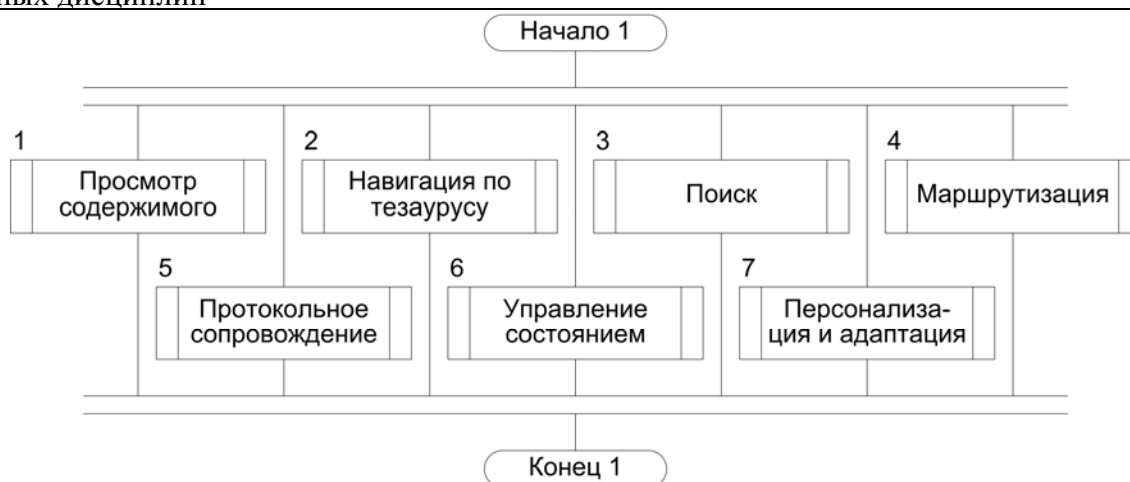 дисциплин
Начало 1
1
Просмотр
содержимого
2
Навигация по
тезаурусу
3
Поиск
4
Маршрутизация
5
Протокольное
сопровождение
6
Управление
состоянием
7
Персонализа-
ция и адаптация
Конец 1